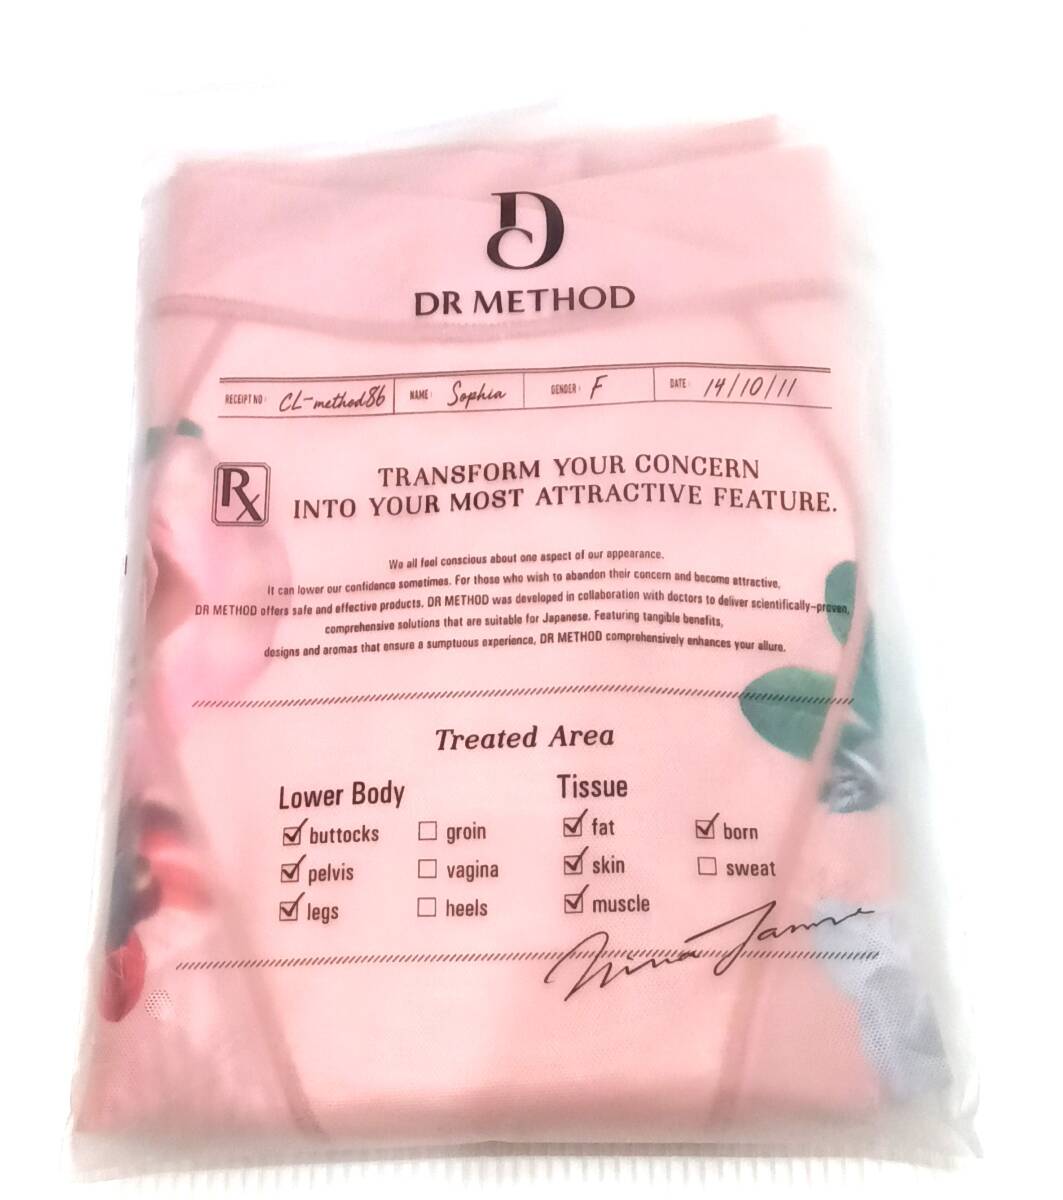 DR METHOD
RECEIPT NO: CL-method86 NAME: Sophia GENDER: F DATE: 14/10/11
Rx TRANSFORM YOUR CONCERN
INTO YOUR MOST ATTRACTIVE FEATURE.
We all feel conscious about one aspect of our appearance.
It can lower our confidence sometimes. For those who wish to abandon their concern and become attractive,
DR METHOD offers safe and effective products. DR METHOD was developed in collaboration with doctors to deliver scientifically-proven,
comprehensive solutions that are suitable for Japanese. Featuring tangible benefits,
designs and aromas that ensure a sumptuous experience, DR METHOD comprehensively enhances your allure.
Treated Area
Lower Body Tissue
buttocks groin fat born
pelvis vagina skin sweat
legs heels muscle